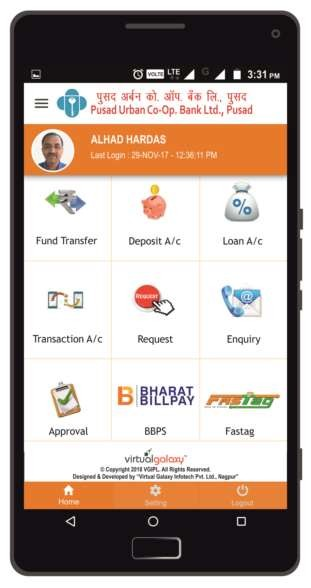 VOLTE LTE G 3:31 PM
पुसद अर्बन को. ऑप. बँक लि., पुसद
Pusad Urban Co-Op. Bank Ltd., Pusad
ALHAD HARDAS
Last Login : 29-NOV-17 - 12:36:11 PM
Fund Transfer
Deposit A/c
Loan A/c
Transaction A/c
REQUEST
Request
Enquiry
Approval
B BHARAT
BILLPAY
BBPS
FASTag
Fastag
virtualgalaxy
© Copyright 2018 VGIPL. All Rights Reserved.
Designed & Developed by "Virtual Galaxy Infotech Pvt. Ltd., Nagpur"
Home
Setting
Logout